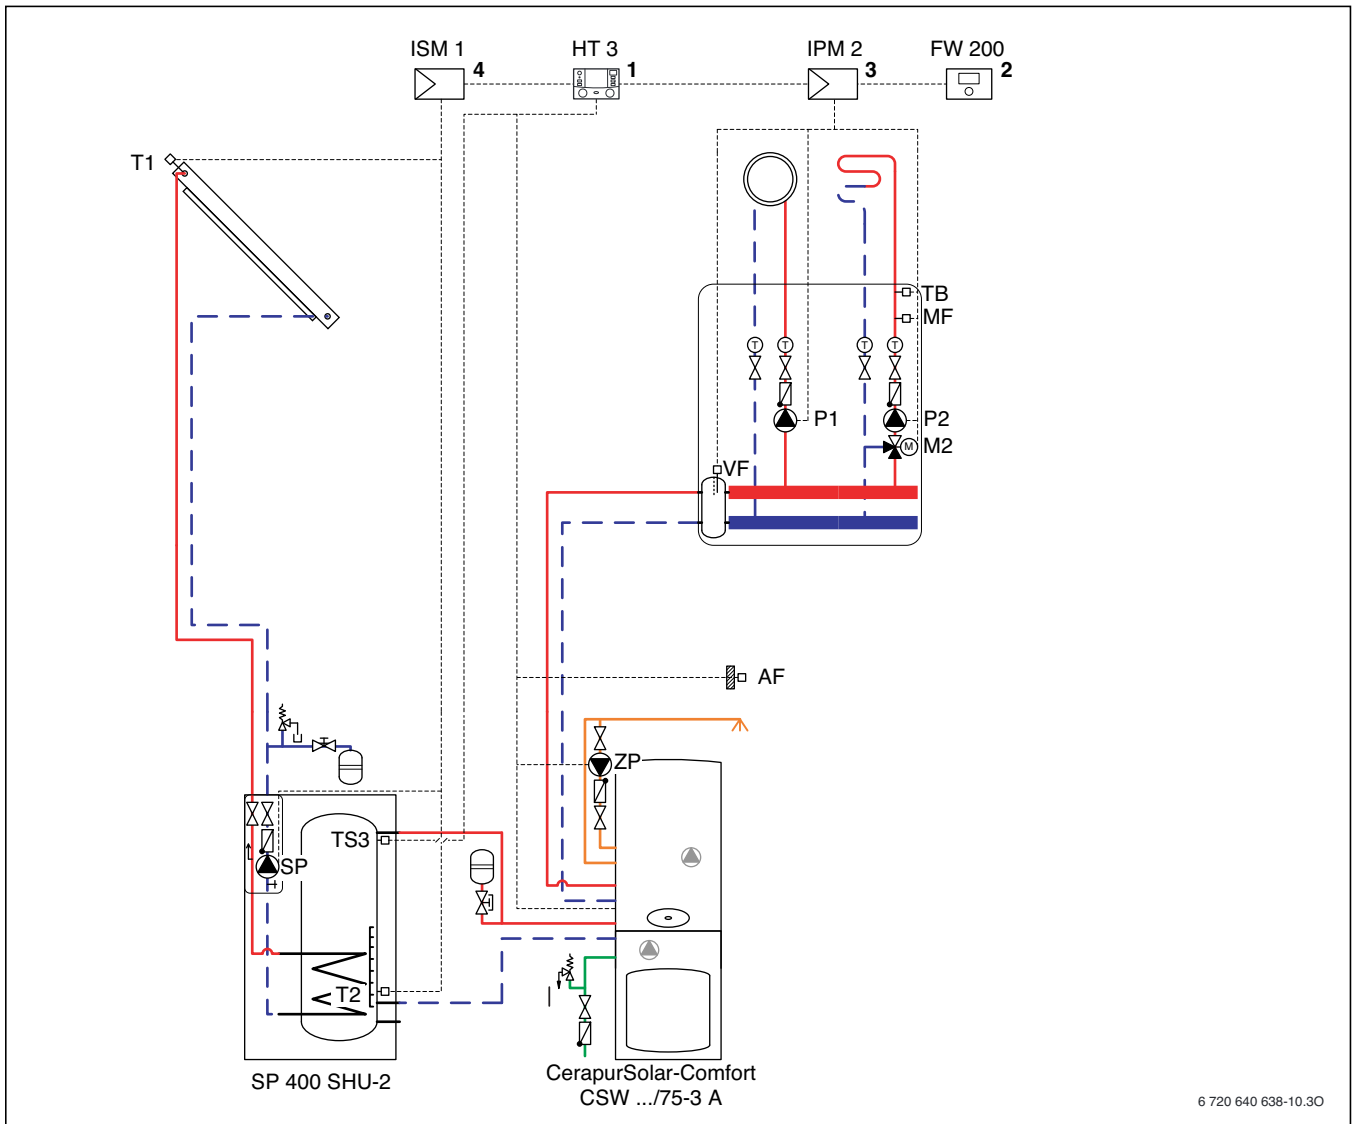 ISM 1
4
HT 3
1
IPM 2
3
FW 200
2
T1
TB
MF
T
T
T
T
P1
P2
M
M2
VF
AF
ZP
TS3
SP
T2
SP 400 SHU-2
CerapurSolar-Comfort
CSW .../75-3 A
6 720 640 638-10.3O